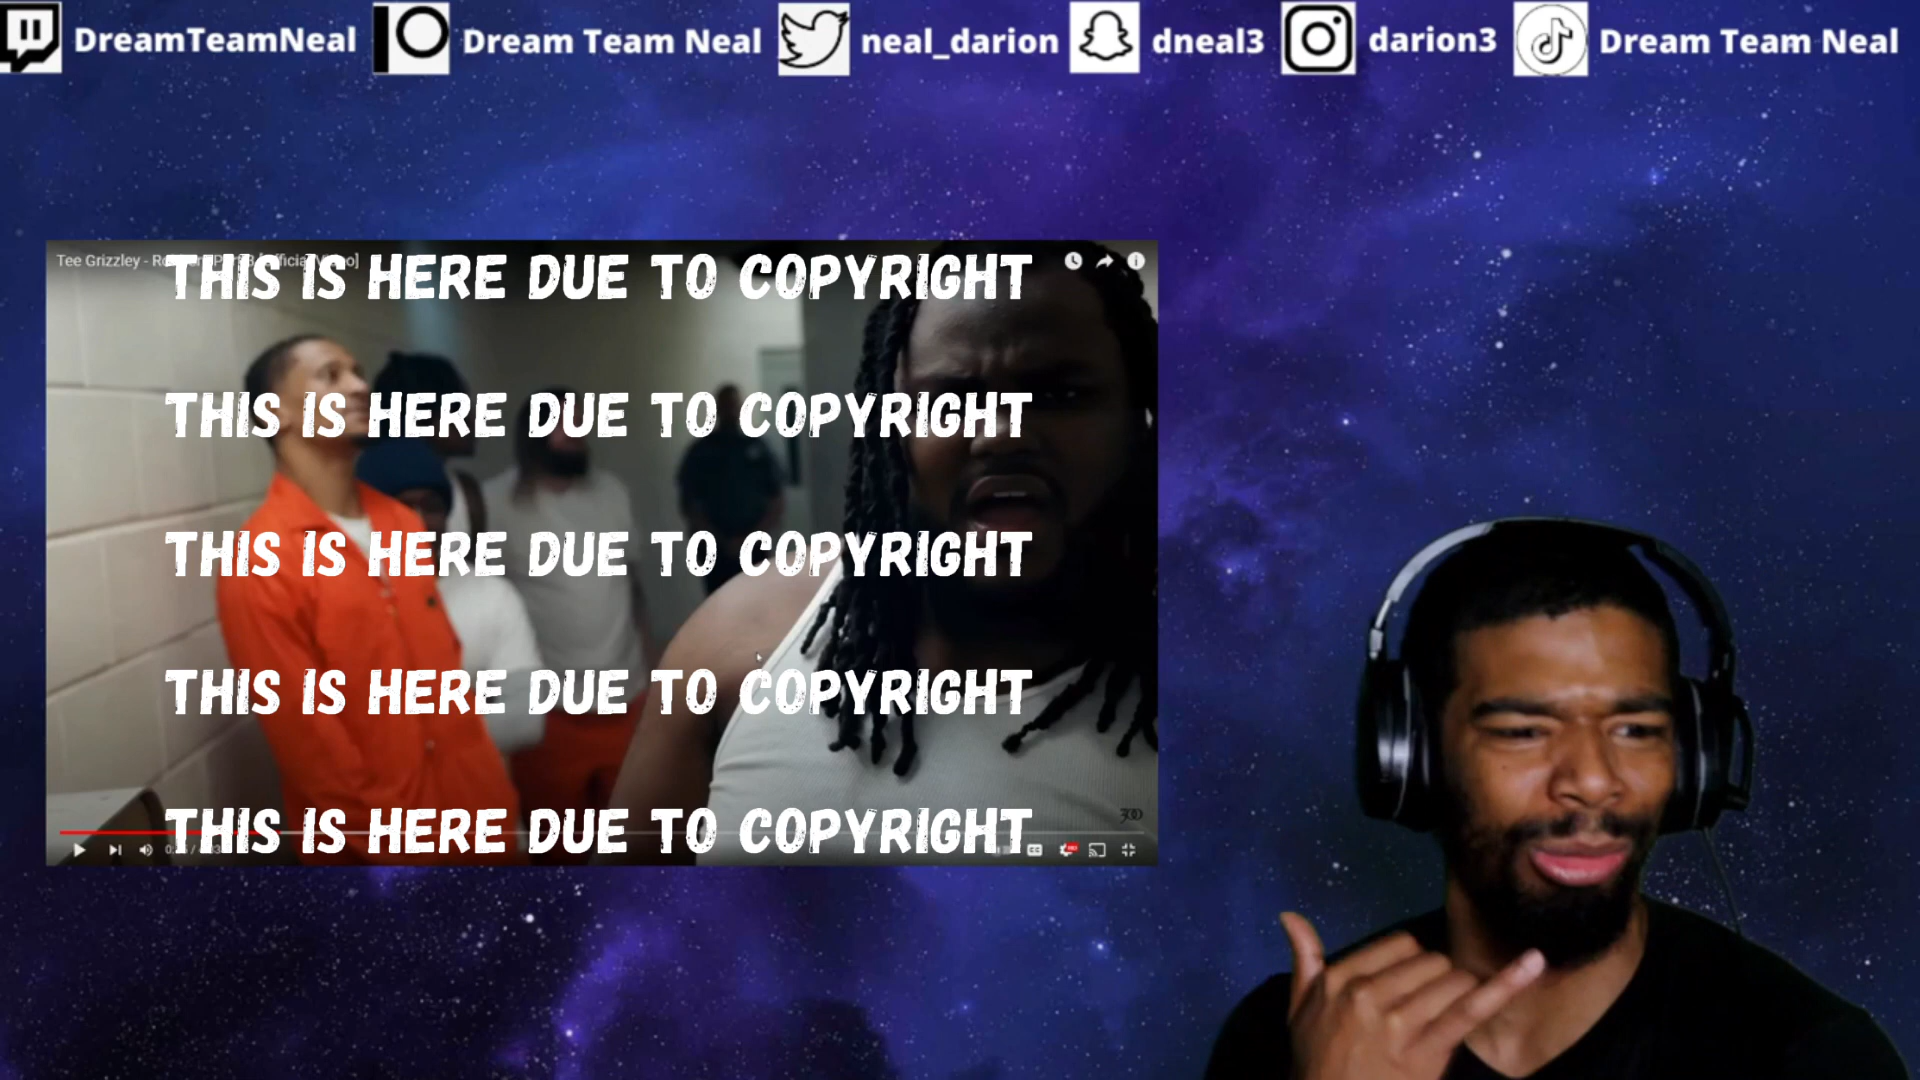 DreamTeamNeal Dream Team Neal neal_darion dneal3 darion3 Dream Team Neal
Tee Grizzley -
THIS IS HERE DUE TO COPYRIGHT
THIS IS HERE DUE TO COPYRIGHT
THIS IS HERE DUE TO COPYRIGHT
THIS IS HERE DUE TO COPYRIGHT
300
THIS IS HERE DUE TO COPYRIGHT
CC